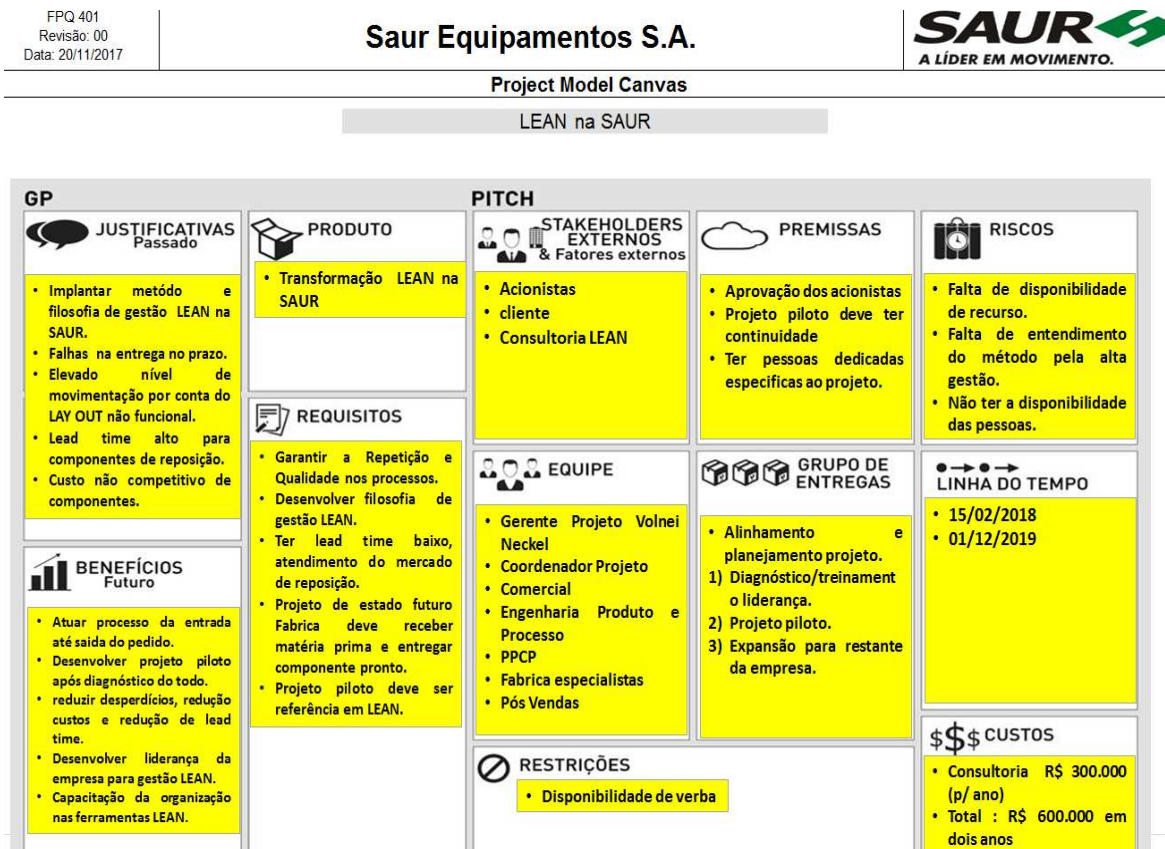 FPQ 401
Revisão: 00
Data: 20/11/2017
Saur Equipamentos S.A.
SAUR
A LÍDER EM MOVIMENTO.
Project Model Canvas
LEAN na SAUR
GP
PITCH
JUSTIFICATIVAS
Passado
• Implantar metódo e
filosofia de gestão LEAN na
SAUR.
• Falhas na entrega no prazo.
• Elevado nível de
movimentação por conta do
LAY OUT não funcional.
• Lead time alto para
componentes de reposição.
• Custo não competitivo de
componentes.
BENEFÍCIOS
Futuro
• Atuar processo da entrada
até saida do pedido.
• Desenvolver projeto piloto
após diagnóstico do todo.
• reduzir desperdícios, redução
custos e redução de lead
time.
• Desenvolver liderança da
empresa para gestão LEAN.
• Capacitação da organização
nas ferramentas LEAN.
PRODUTO
• Transformação LEAN na
SAUR
REQUISITOS
• Garantir a Repetição e
Qualidade nos processos.
• Desenvolver filosofia de
gestão LEAN.
• Ter lead time baixo,
atendimento do mercado
de reposição.
• Projeto de estado futuro
Fabrica deve receber
matéria prima e entregar
componente pronto.
• Projeto piloto deve ser
referência em LEAN.
STAKEHOLDERS
EXTERNOS
& Fatores externos
• Acionistas
• cliente
• Consultoria LEAN
EQUIPE
• Gerente Projeto Volnei
Neckel
• Coordenador Projeto
• Comercial
• Engenharia Produto e
Processo
• PPCP
• Fabrica especialistas
• Pós Vendas
PREMISSAS
• Aprovação dos acionistas
• Projeto piloto deve ter
continuidade
• Ter pessoas dedicadas
especificas ao projeto.
GRUPO DE
ENTREGAS
• Alinhamento e
planejamento projeto.
1) Diagnóstico/treinament
o liderança.
2) Projeto piloto.
3) Expansão para restante
da empresa.
RESTRIÇÕES
• Disponibilidade de verba
RISCOS
• Falta de disponibilidade
de recurso.
• Falta de entendimento
do método pela alta
gestão.
• Não ter a disponibilidade
das pessoas.
LINHA DO TEMPO
• 15/02/2018
• 01/12/2019
$$$ CUSTOS
• Consultoria R$ 300.000
(p/ ano)
• Total : R$ 600.000 em
dois anos